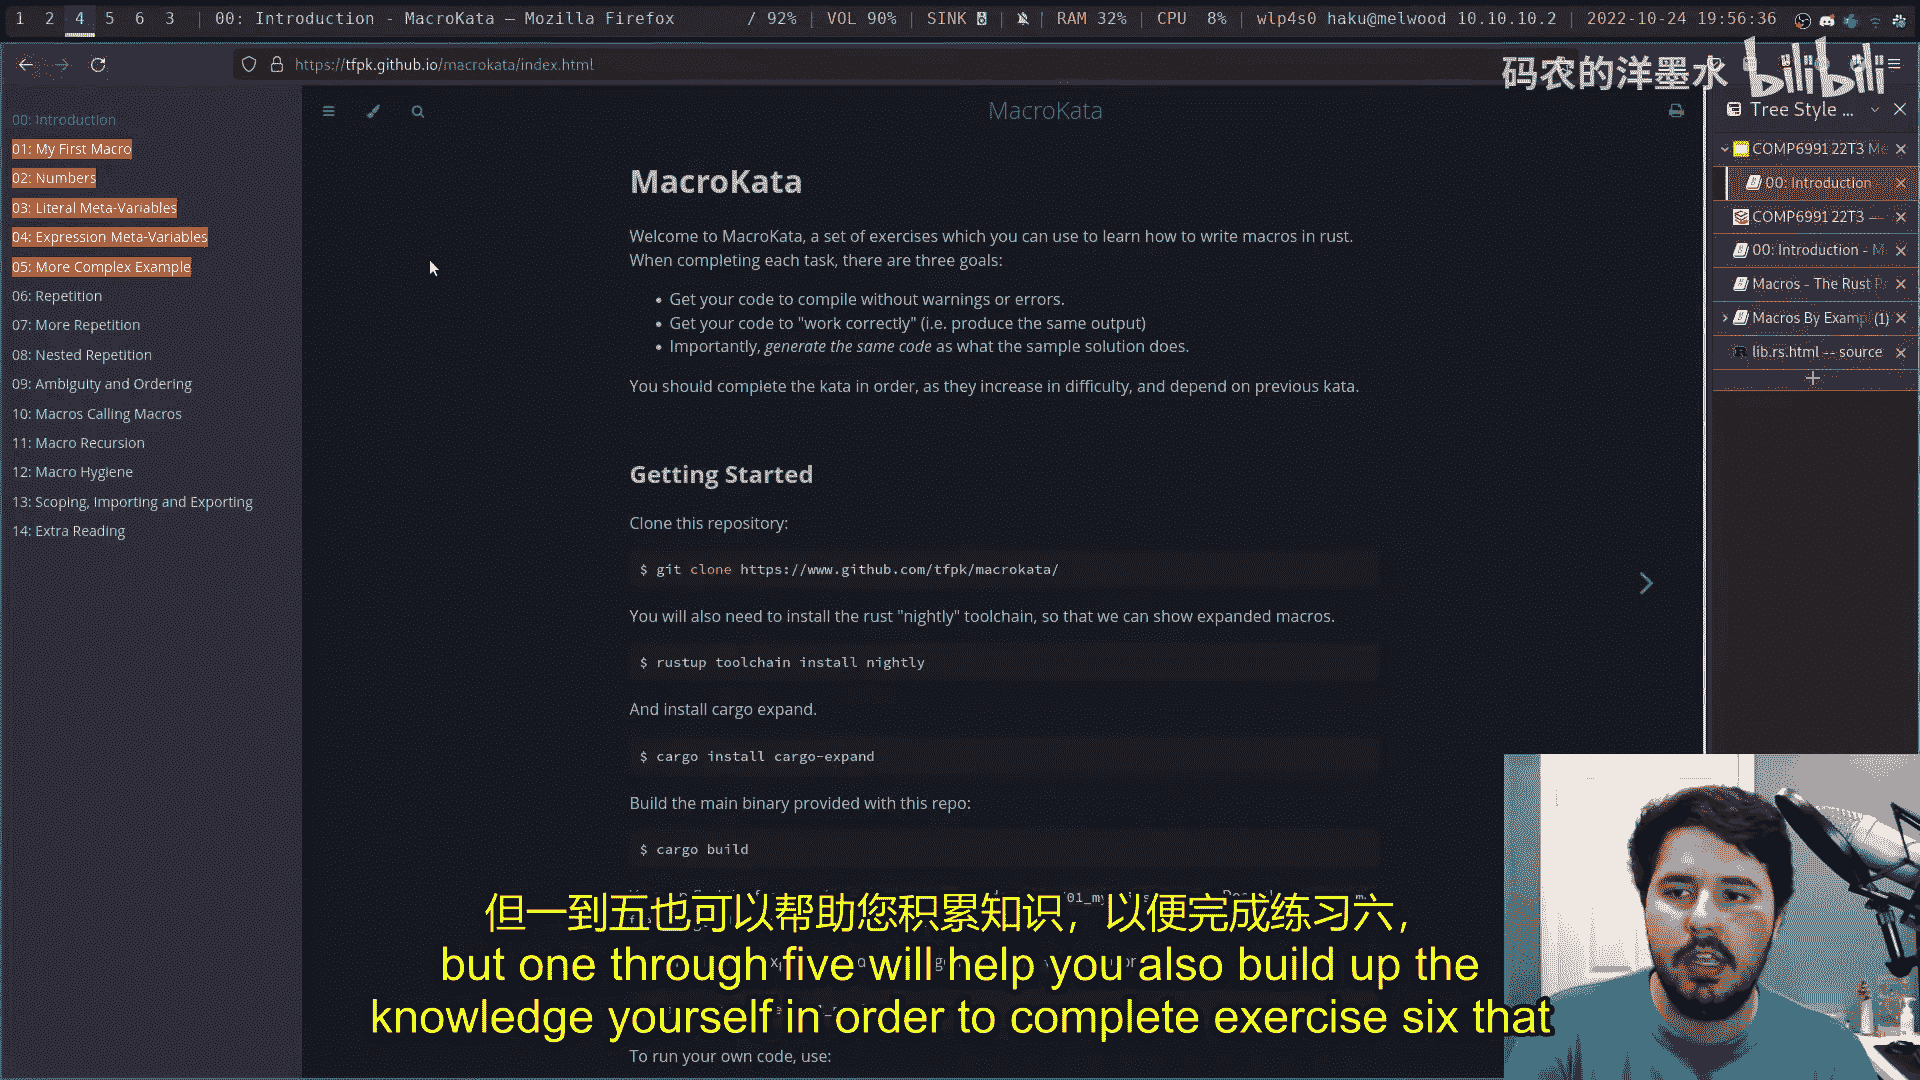 1 2 4 5 6 3 | 00: Introduction - MacroKata — Mozilla Firefox
/ 92% | VOL 90% | SINK | | RAM 32% | CPU 8% | wlp4s0 haku@melwood 10.10.10.2 | 2022-10-24 19:56:36
https://tfpk.github.io/macrokata/index.html
码农的洋墨水 bilibili
00: Introduction
01: My First Macro
02: Numbers
03: Literal Meta-Variables
04: Expression Meta-Variables
05: More Complex Example
06: Repetition
07: More Repetition
08: Nested Repetition
09: Ambiguity and Ordering
10: Macros Calling Macros
11: Macro Recursion
12: Macro Hygiene
13: Scoping, Importing and Exporting
14: Extra Reading
MacroKata
MacroKata
Welcome to MacroKata, a set of exercises which you can use to learn how to write macros in rust.
When completing each task, there are three goals:
• Get your code to compile without warnings or errors.
• Get your code to "work correctly" (i.e. produce the same output)
• Importantly, generate the same code as what the sample solution does.
You should complete the kata in order, as they increase in difficulty, and depend on previous kata.
Getting Started
Clone this repository:
$ git clone https://www.github.com/tfpk/macrokata/
You will also need to install the rust "nightly" toolchain, so that we can show expanded macros.
$ rustup toolchain install nightly
And install cargo expand.
$ cargo install cargo-expand
Build the main binary provided with this repo:
$ cargo build
To run your own code, use:
Tree Style ...
COMP6991 22T3
00: Introduction
COMP6991 22T3 —
00: Introduction - M
Macros - The Rust
Macros By Examp (1)
lib.rs.html -- source
但一到五也可以帮助您积累知识，以便完成练习六，
but one through five will help you also build up the
knowledge yourself in order to complete exercise six that